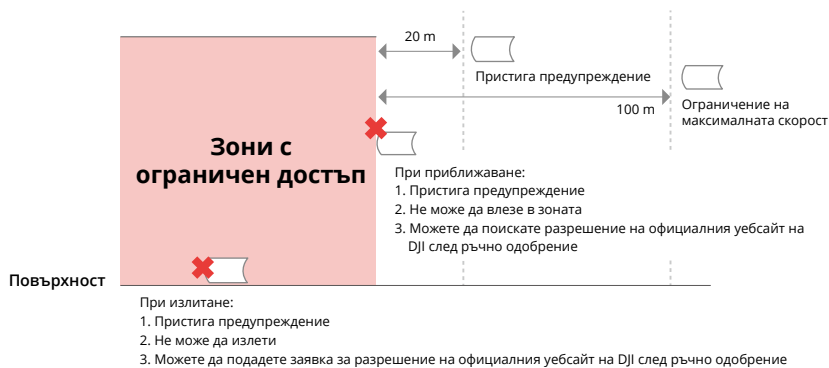 20 m
Пристига предупреждение
100 m
Ограничение на
максималната скорост
Зони с
ограничен достъп
При приближаване:
1. Пристига предупреждение
2. Не може да влезе в зоната
3. Можете да поискате разрешение на официалния уебсайт на
DJI след ръчно одобрение
Повърхност
При излитане:
1. Пристига предупреждение
2. Не може да излети
3. Можете да подадете заявка за разрешение на официалния уебсайт на DJI след ръчно одобрение